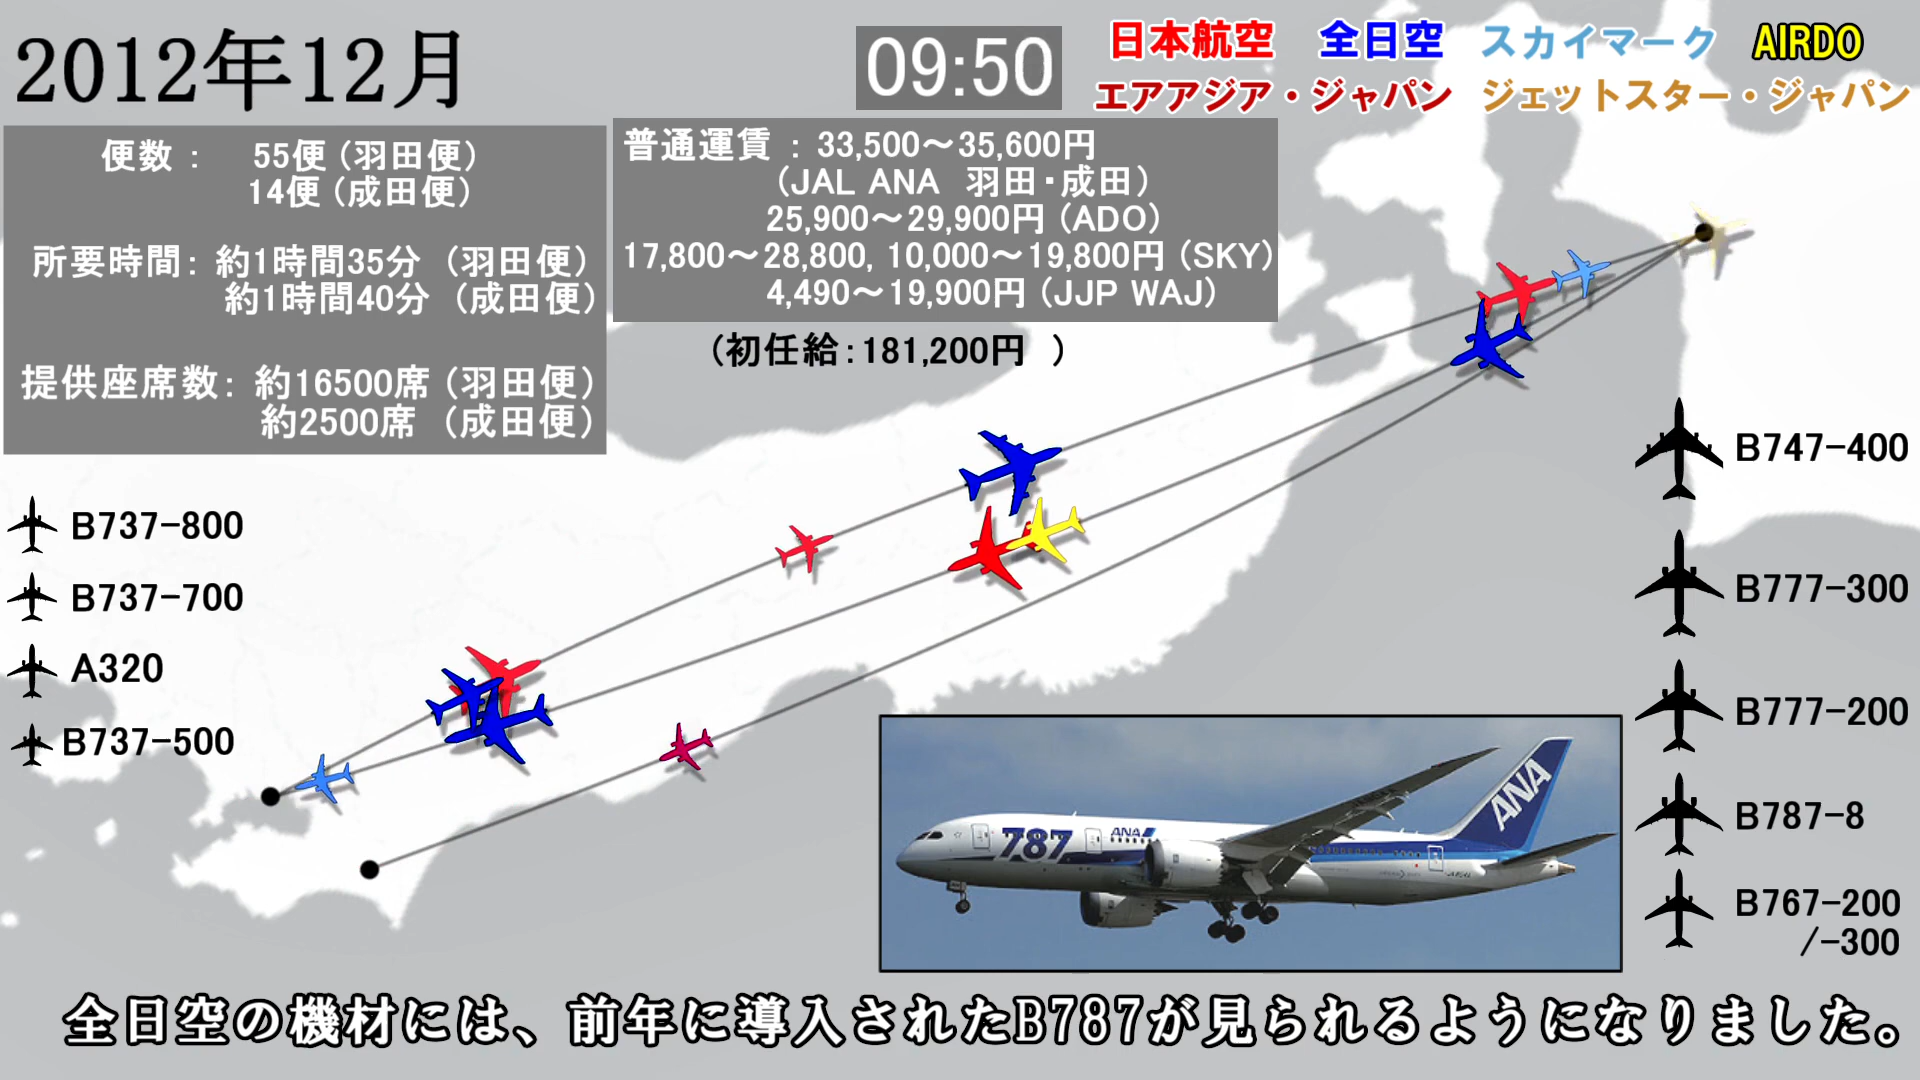 2012年12月
09:50
日本航空 全日空 スカイマーク AIRDO
エアアジア・ジャパン ジェットスター・ジャパン
便数： 55便（羽田便）
14便（成田便）
所要時間：約1時間35分（羽田便）
約1時間40分（成田便）
提供座席数：約16500席（羽田便）
約2500席（成田便）
普通運賃：33,500～35,600円
（JAL ANA 羽田・成田）
25,900～29,900円（ADO）
17,800～28,800, 10,000～19,800円（SKY）
4,490～19,900円（JJP WAJ）
（初任給：181,200円 ）
B737-800
B737-700
A320
B737-500
B747-400
B777-300
B777-200
B787-8
B767-200
/-300
ANA
787
ANA
全日空の機材には、前年に導入されたB787が見られるようになりました。